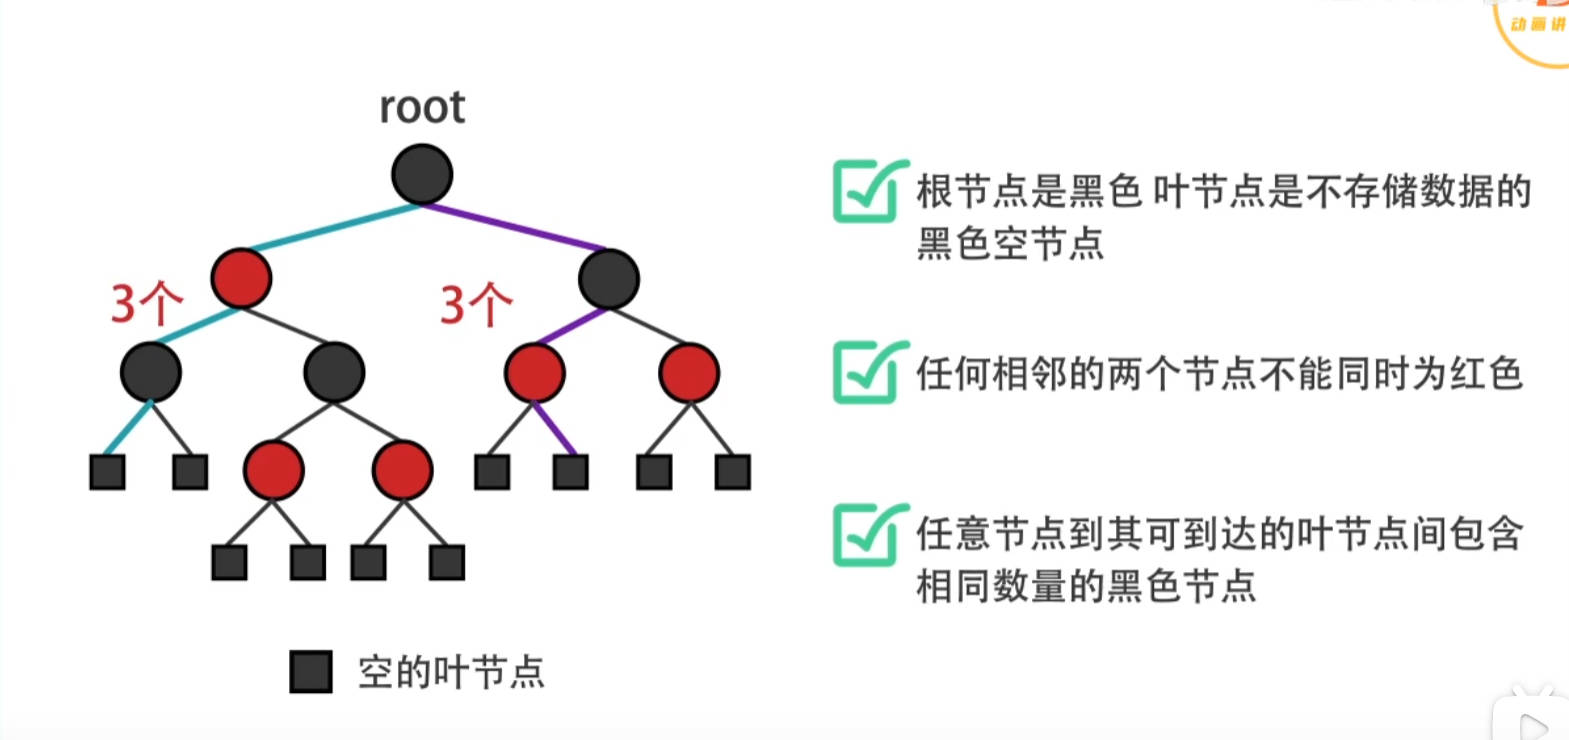 动画讲
root
根节点是黑色 叶节点是不存储数据的
黑色空节点
3个
3个
任何相邻的两个节点不能同时为红色
任意节点到其可到达的叶节点间包含
相同数量的黑色节点
空的叶节点